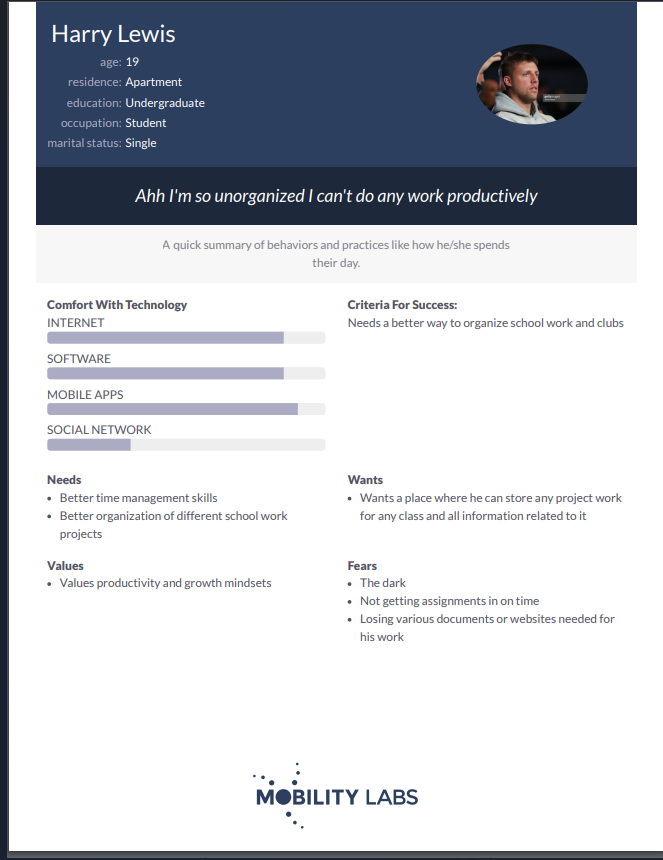 Harry Lewis
age: 19
residence: Apartment
education: Undergraduate
occupation: Student
marital status: Single
Ahh I'm so unorganized I can't do any work productively
A quick summary of behaviors and practices like how he/she spends
their day.
Comfort With Technology
INTERNET
SOFTWARE
MOBILE APPS
SOCIAL NETWORK
Criteria For Success:
Needs a better way to organize school work and clubs
Needs
• Better time management skills
• Better organization of different school work
projects
Wants
• Wants a place where he can store any project work
for any class and all information related to it
Values
• Values productivity and growth mindsets
Fears
• The dark
• Not getting assignments in on time
• Losing various documents or websites needed for
his work
MOBILITY LABS